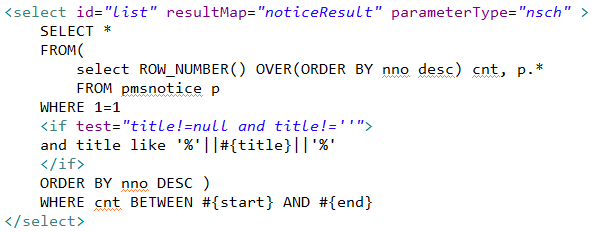 <select id="list" resultMap="noticeResult" parameterType="nsch" >
SELECT *
FROM(
select ROW_NUMBER() OVER(ORDER BY nno desc) cnt, p.*
FROM pmsnotice p
WHERE 1=1
<if test="title!=null and title!=''">
and title like '%'||#{title}||'%'
</if>
ORDER BY nno DESC )
WHERE cnt BETWEEN #{start} AND #{end}
</select>